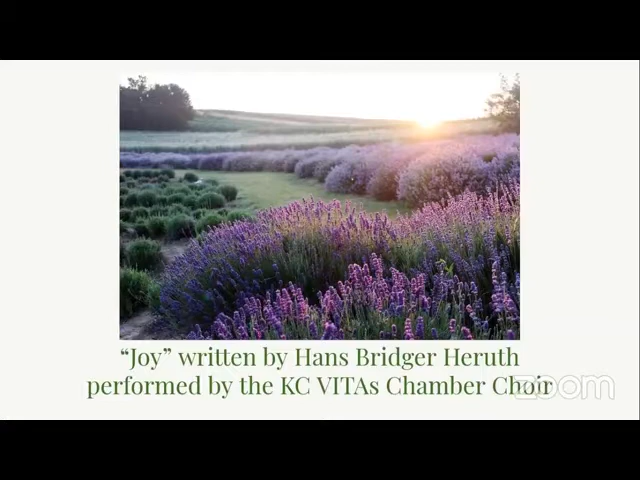 “Joy” written by Hans Bridger Heruth
performed by the KC VITAs Chamber Choir
zoom